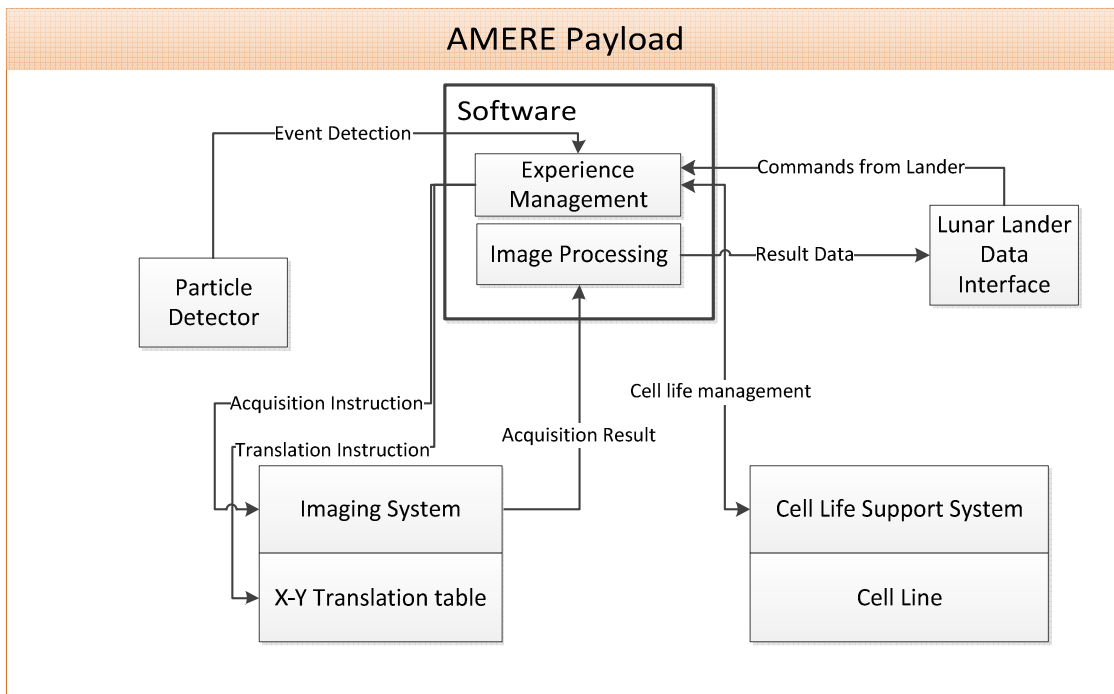 AMERE Payload
Software
Event Detection
Experience
Management
Commands from Lander
Lunar Lander
Data
Interface
Image Processing
Result Data
Particle
Detector
Cell life management
Acquisition Instruction
Acquisition Result
Translation Instruction
Imaging System
Cell Life Support System
X-Y Translation table
Cell Line